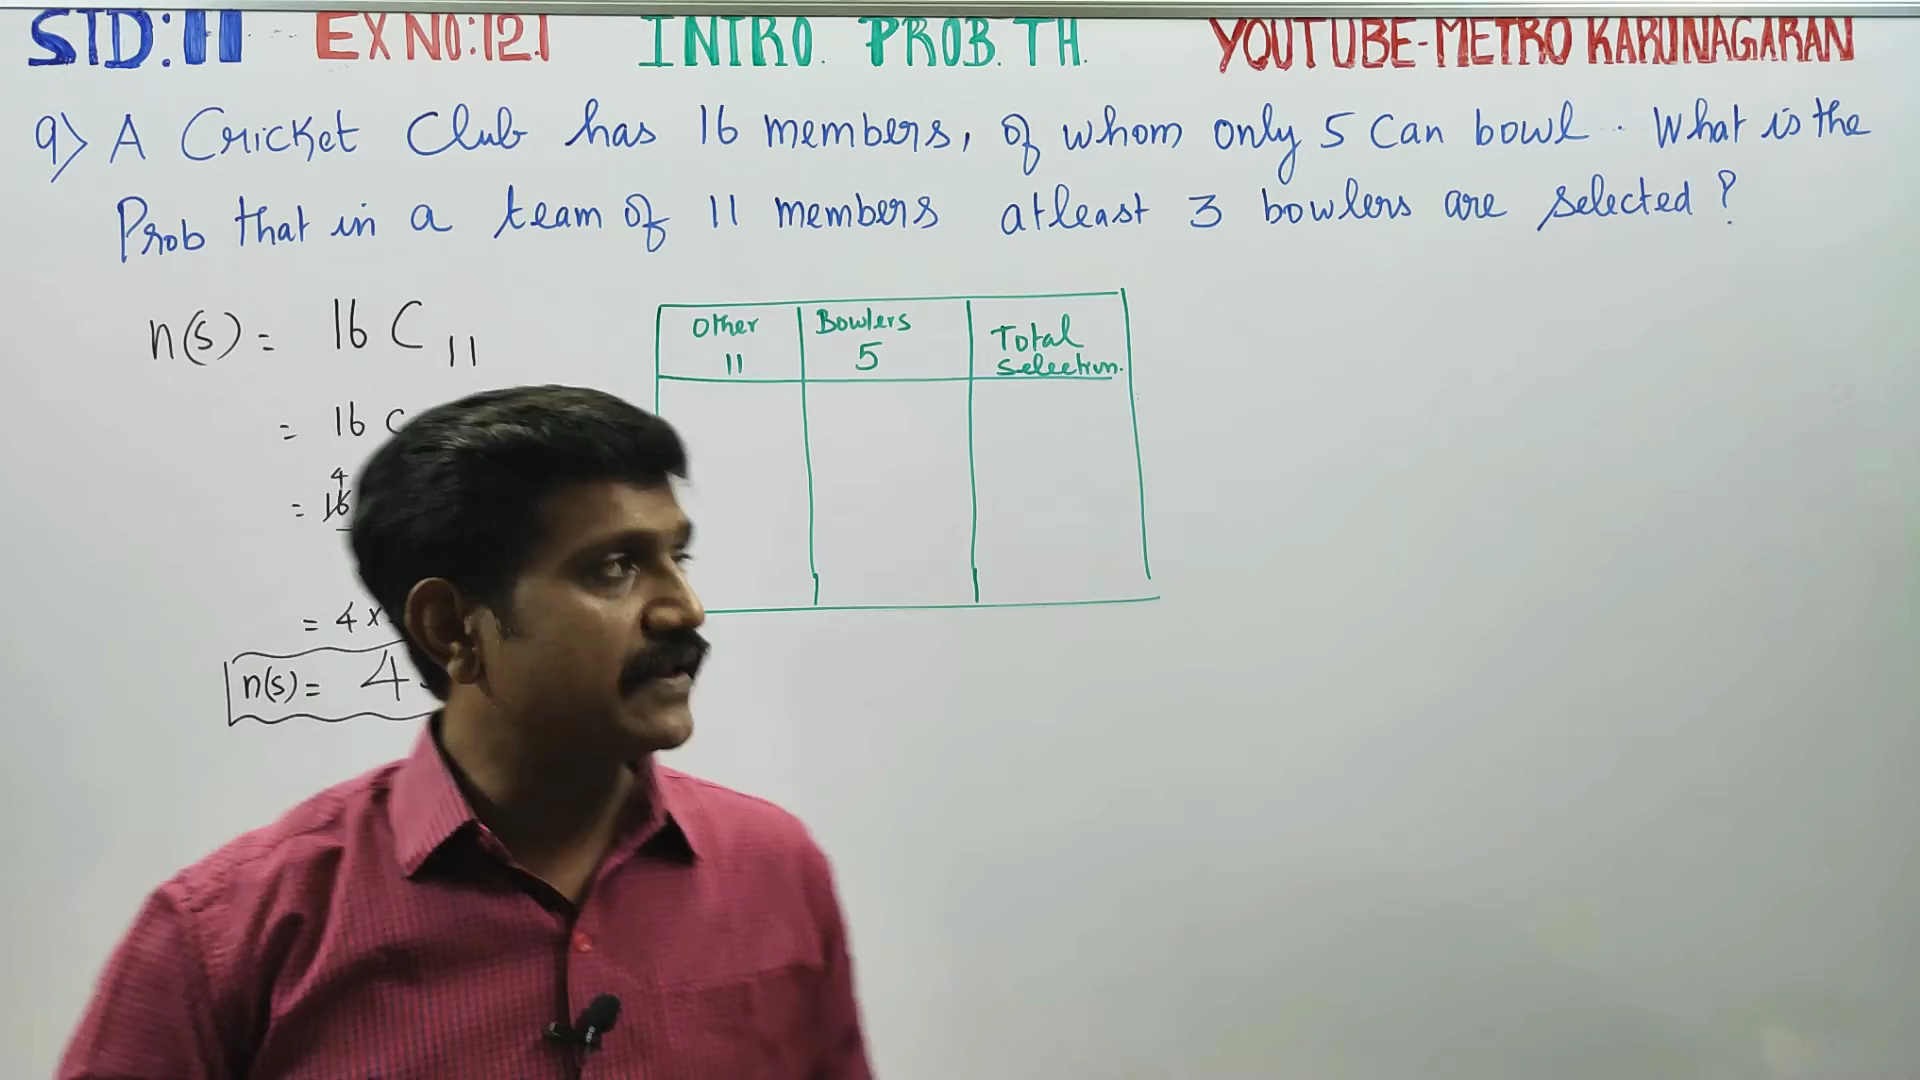 STD:11 EX NO:12.1 INTRO. PROB. TH. YOUTUBE-METRO KARUNAGARAN
9) A Cricket Club has 16 members, of whom only 5 can bowl. What is the
Prob that in a team of 11 members atleast 3 bowlers are selected?
n(s) = 16 C 11
= 16 C
4
= 16
= 4 x
n(s) = 4
Other Bowlers Total
11 5 selection.